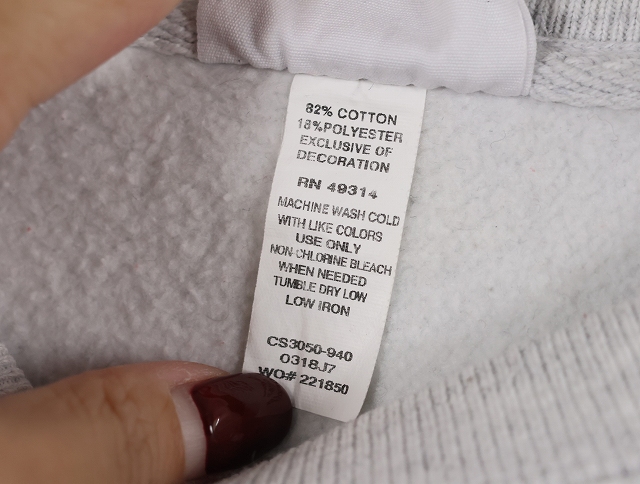 82% COTTON
18%POLYESTER
EXCLUSIVE OF
DECORATION
RN 49314
MACHINE WASH COLD
WITH LIKE COLORS
USE ONLY
NON-CHLORINE BLEACH
WHEN NEEDED
TUMBLE DRY LOW
LOW IRON
CS3050-940
0318J7
WO# 221850